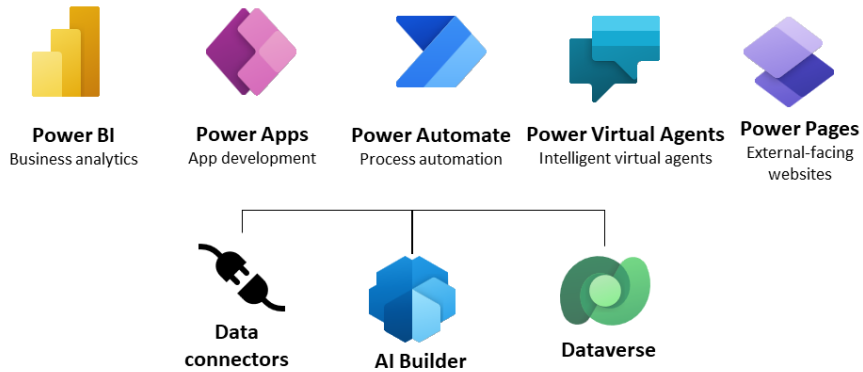 Power BI
Business analytics
Power Apps
App development
Power Automate
Process automation
Power Virtual Agents
Intelligent virtual agents
Power Pages
External-facing
websites
Data
connectors
AI Builder
Dataverse